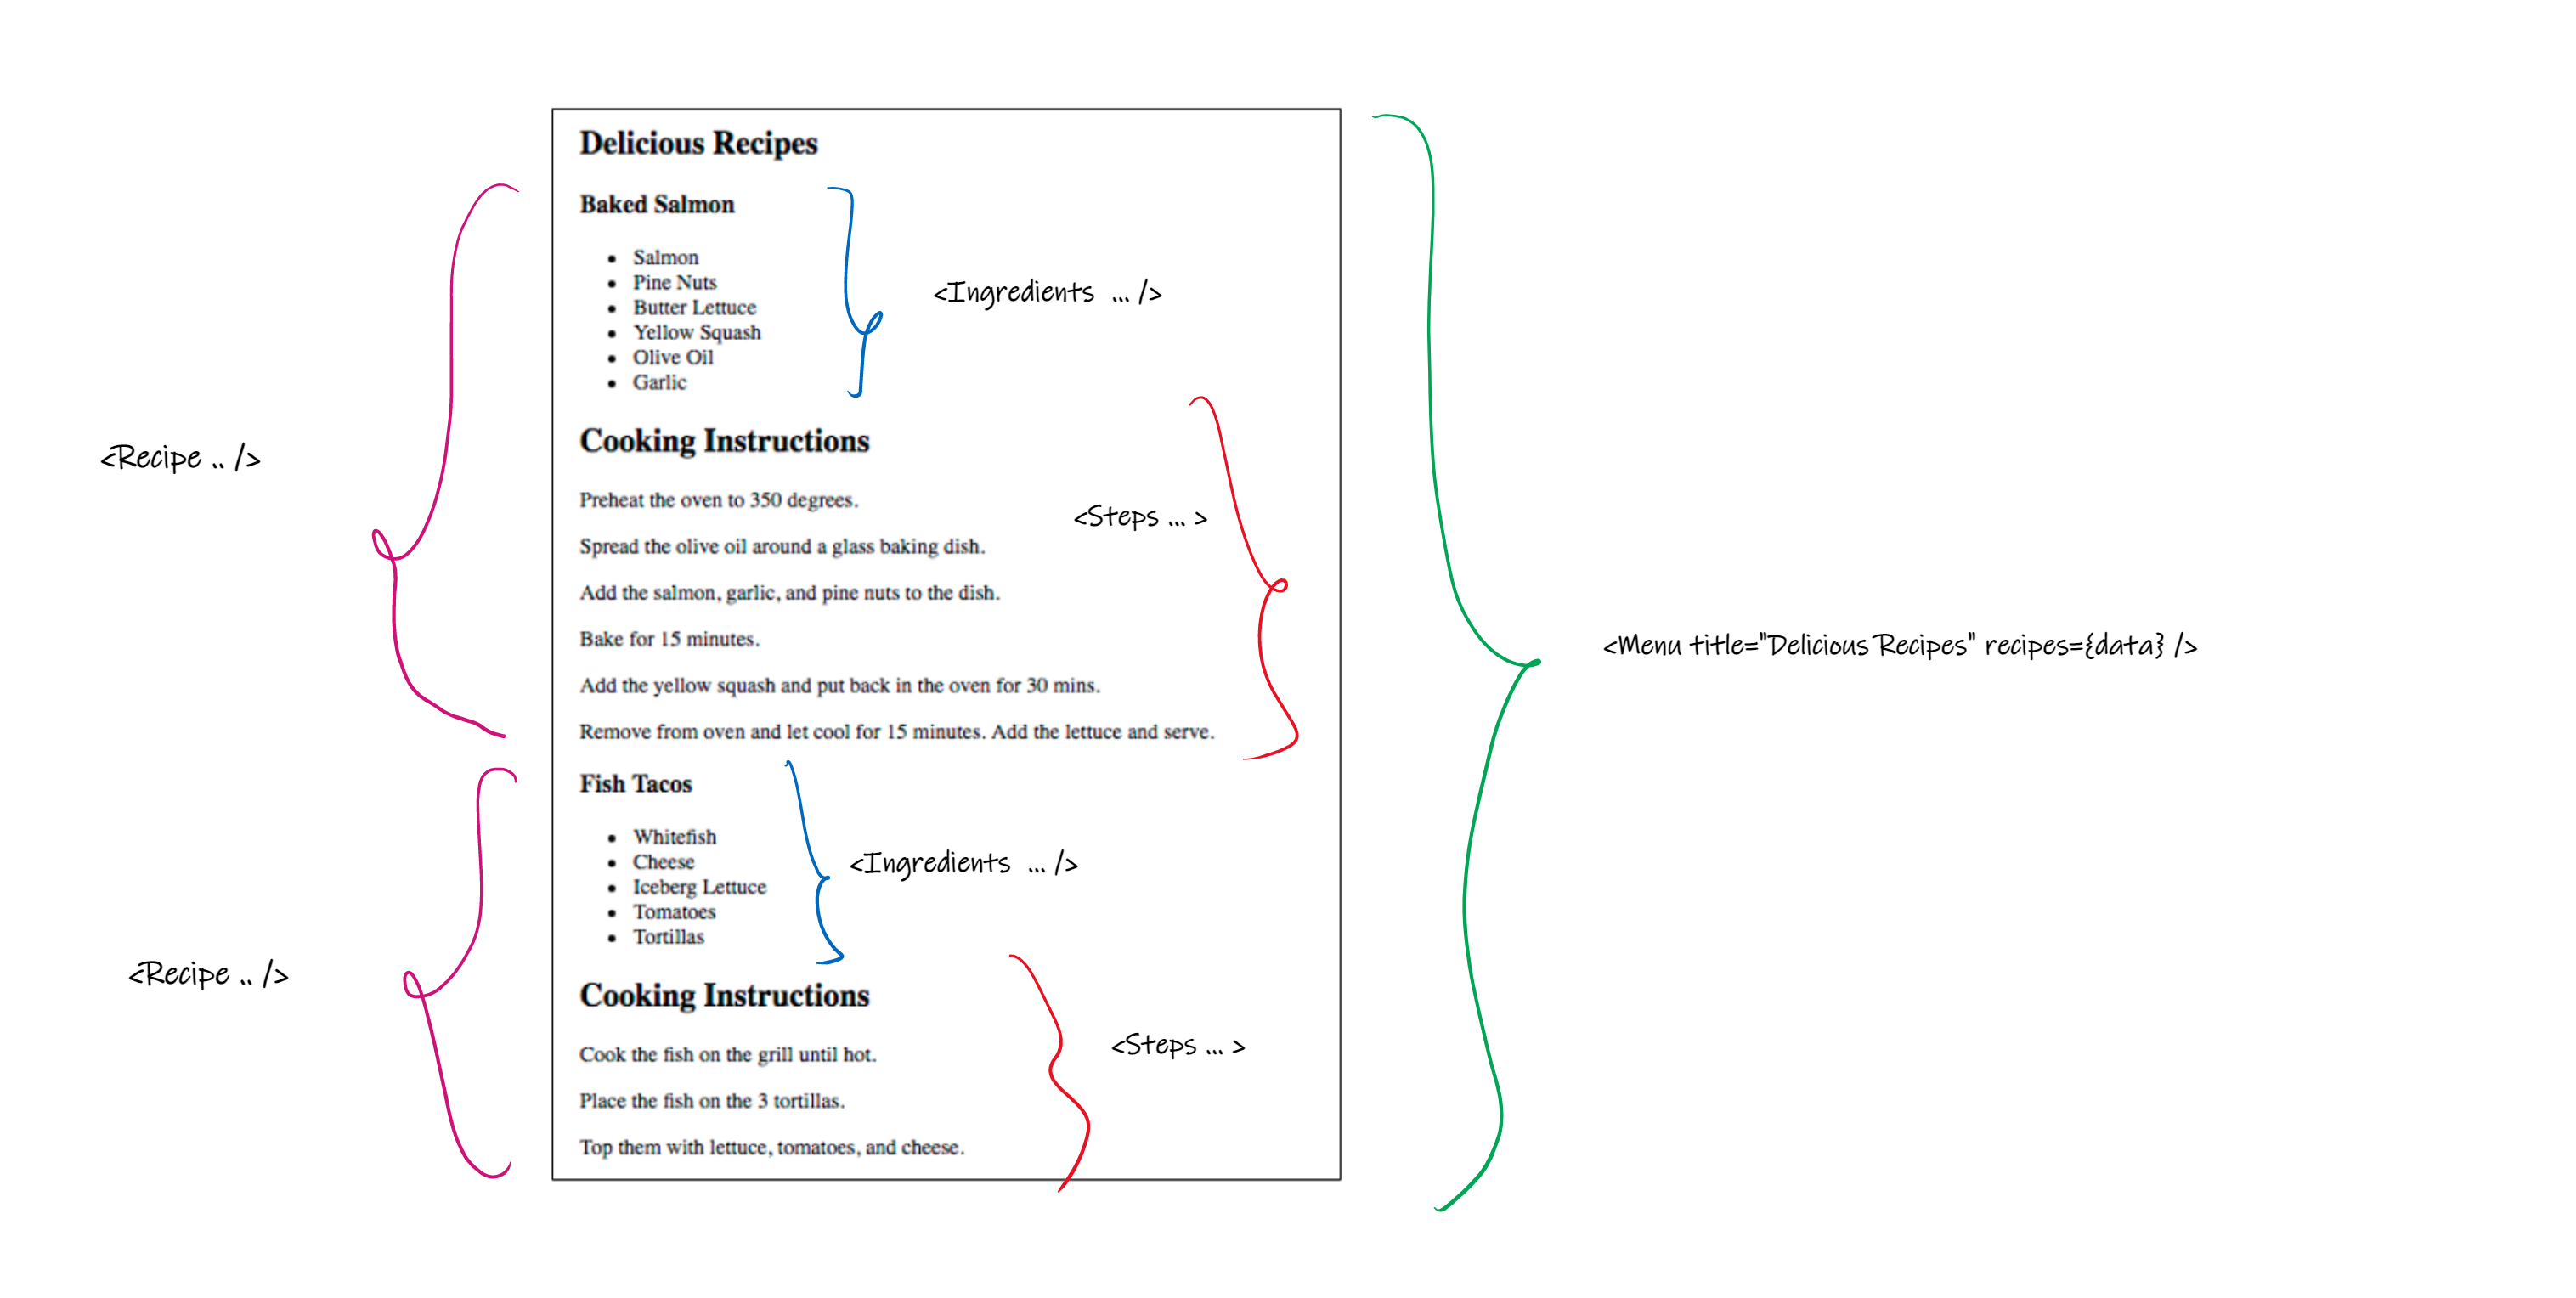 Delicious Recipes
Baked Salmon
• Salmon
• Pine Nuts
• Butter Lettuce
• Yellow Squash
• Olive Oil
• Garlic
<Ingredients ... />
Cooking Instructions
Preheat the oven to 350 degrees.
Spread the olive oil around a glass baking dish.
Add the salmon, garlic, and pine nuts to the dish.
Bake for 15 minutes.
Add the yellow squash and put back in the oven for 30 mins.
Remove from oven and let cool for 15 minutes. Add the lettuce and serve.
<Steps ... >
<Recipe .. />
Fish Tacos
• Whitefish
• Cheese
• Iceberg Lettuce
• Tomatoes
• Tortillas
<Ingredients ... />
Cooking Instructions
Cook the fish on the grill until hot.
Place the fish on the 3 tortillas.
Top them with lettuce, tomatoes, and cheese.
<Steps ... >
<Recipe .. />
<Menu title="Delicious Recipes" recipes={data} />